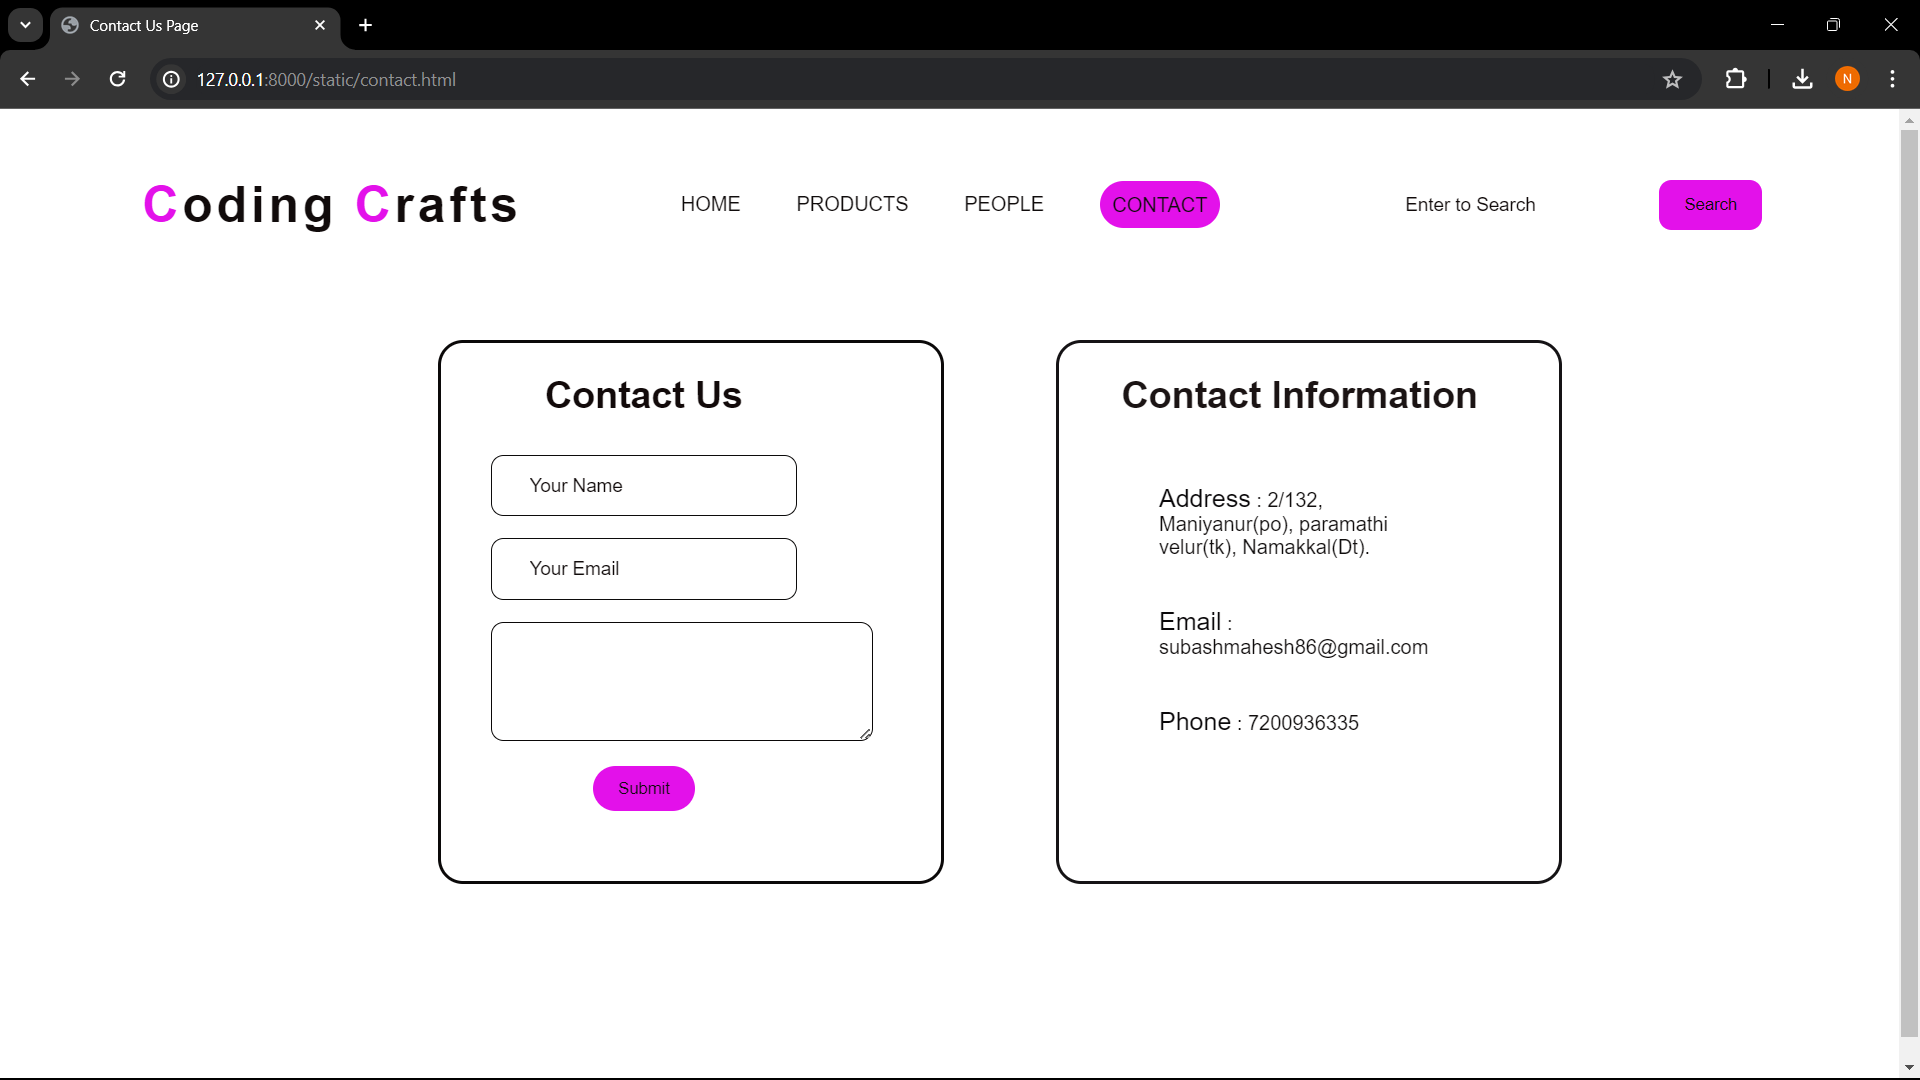 Contact Us Page
127.0.0.1:8000/static/contact.html
N
Coding Crafts
HOME PRODUCTS PEOPLE CONTACT
Enter to Search
Search
Contact Us
Your Name
Your Email
Submit
Contact Information
Address : 2/132,
Maniyanur(po), paramathi
velur(tk), Namakkal(Dt).
Email :
subashmahesh86@gmail.com
Phone : 7200936335